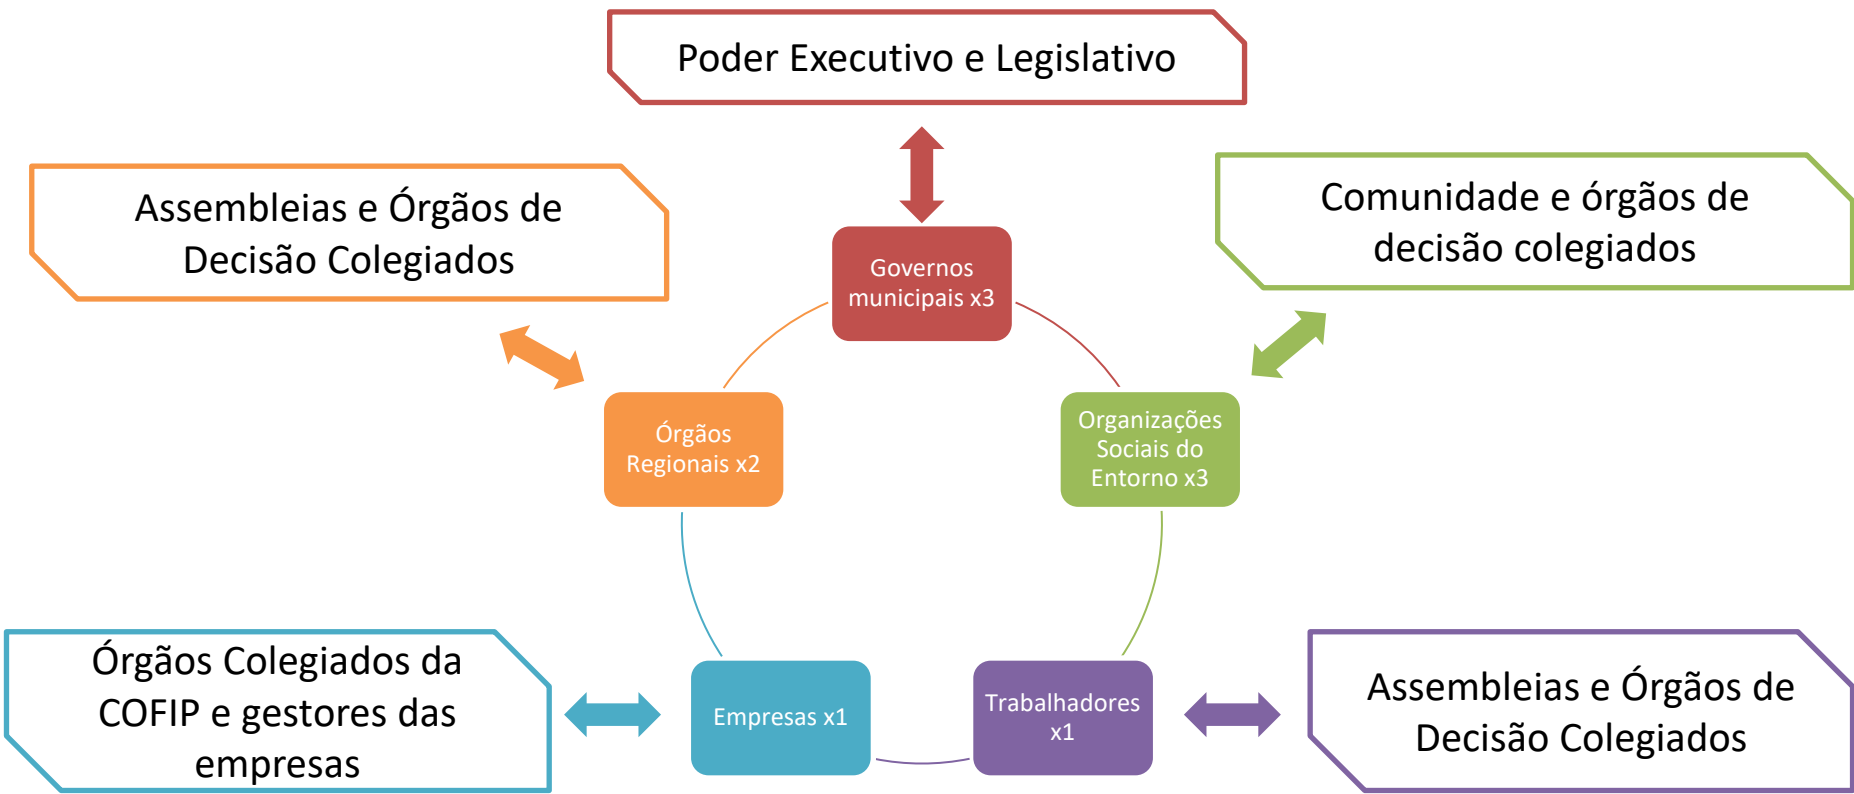 Poder Executivo e Legislativo
Assembleias e Órgãos de
Decisão Colegiados
Comunidade e órgãos de
decisão colegiados
Governos
municipais x3
Órgãos
Regionais x2
Organizações
Sociais do
Entorno x3
Órgãos Colegiados da
COFIP e gestores das
empresas
Empresas x1
Trabalhadores
x1
Assembleias e Órgãos de
Decisão Colegiados